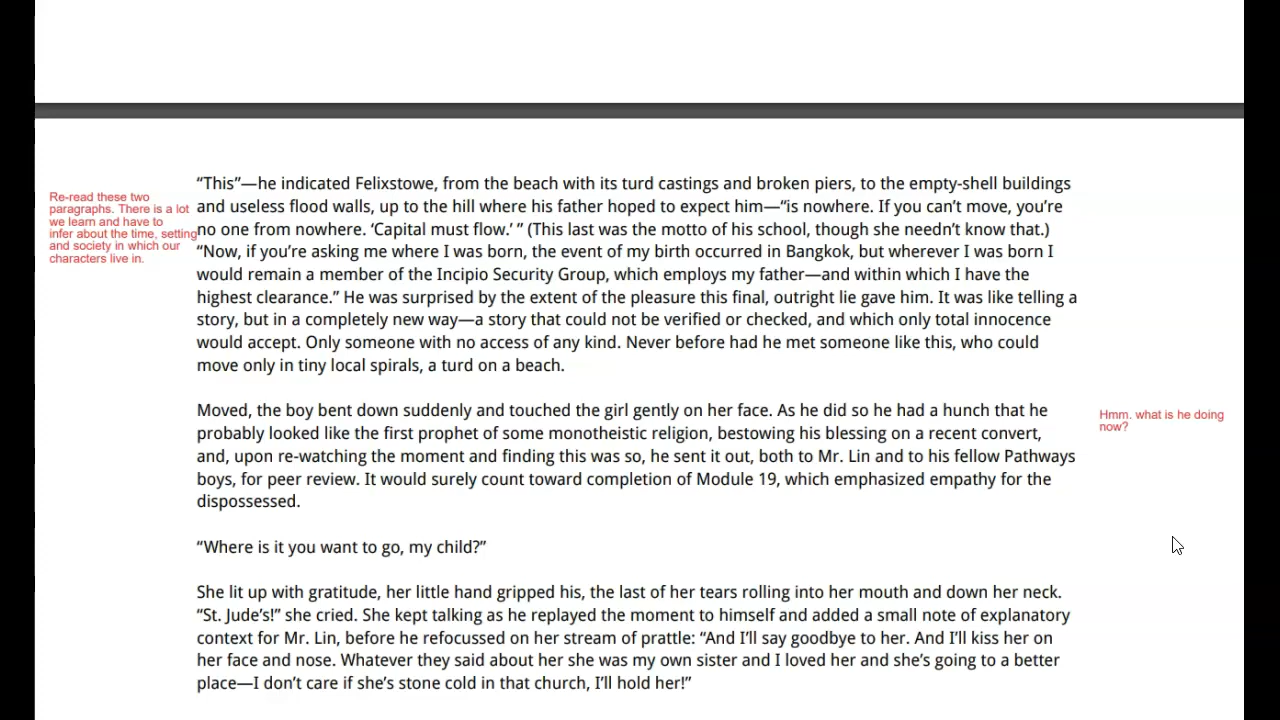 Re-read these two
paragraphs. There is a lot
we learn and have to
infer about the time, setting
and society in which our
characters live in.
“This”—he indicated Felixstowe, from the beach with its turd castings and broken piers, to the empty-shell buildings
and useless flood walls, up to the hill where his father hoped to expect him—“is nowhere. If you can’t move, you’re
no one from nowhere. ‘Capital must flow.’ ” (This last was the motto of his school, though she needn’t know that.)
“Now, if you’re asking me where I was born, the event of my birth occurred in Bangkok, but wherever I was born I
would remain a member of the Incipio Security Group, which employs my father—and within which I have the
highest clearance.” He was surprised by the extent of the pleasure this final, outright lie gave him. It was like telling a
story, but in a completely new way—a story that could not be verified or checked, and which only total innocence
would accept. Only someone with no access of any kind. Never before had he met someone like this, who could
move only in tiny local spirals, a turd on a beach.
Moved, the boy bent down suddenly and touched the girl gently on her face. As he did so he had a hunch that he
probably looked like the first prophet of some monotheistic religion, bestowing his blessing on a recent convert,
and, upon re-watching the moment and finding this was so, he sent it out, both to Mr. Lin and to his fellow Pathways
boys, for peer review. It would surely count toward completion of Module 19, which emphasized empathy for the
dispossessed.
Hmm. what is he doing
now?
“Where is it you want to go, my child?”
She lit up with gratitude, her little hand gripped his, the last of her tears rolling into her mouth and down her neck.
“St. Jude’s!” she cried. She kept talking as he replayed the moment to himself and added a small note of explanatory
context for Mr. Lin, before he refocussed on her stream of prattle: “And I’ll say goodbye to her. And I’ll kiss her on
her face and nose. Whatever they said about her she was my own sister and I loved her and she’s going to a better
place—I don’t care if she’s stone cold in that church, I’ll hold her!”